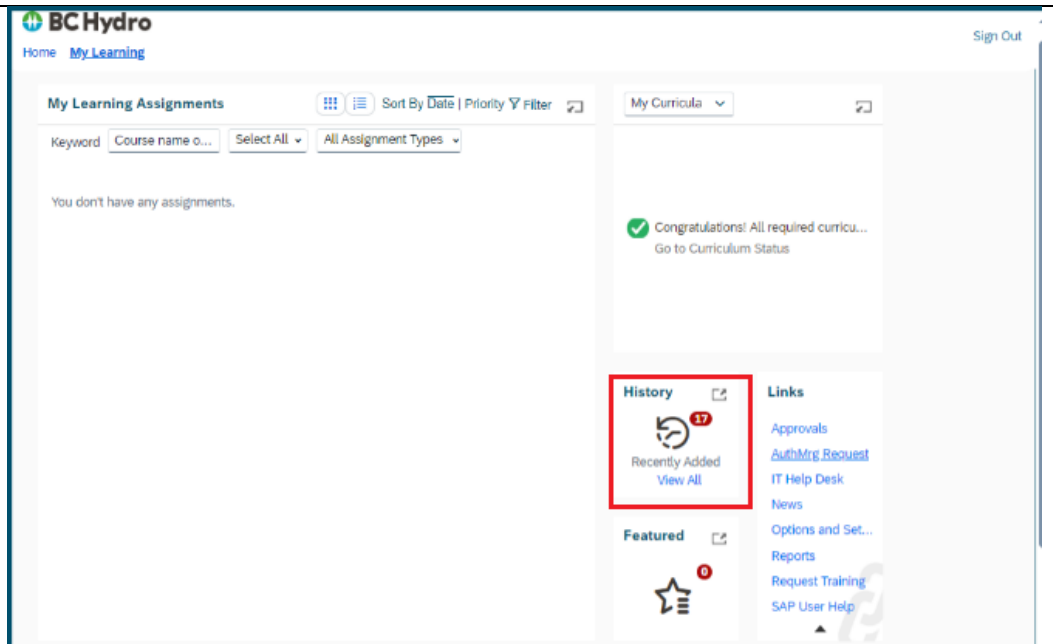 BC Hydro
Sign Out
Home My Learning
My Learning Assignments
Sort By Date | Priority Filter
Keyword Course name o... Select All All Assignment Types
You don't have any assignments.
My Curricula
Congratulations! All required curricu...
Go to Curriculum Status
History
17
Recently Added
View All
Featured
0
Links
Approvals
AuthMrg Request
IT Help Desk
News
Options and Set...
Reports
Request Training
SAP User Help